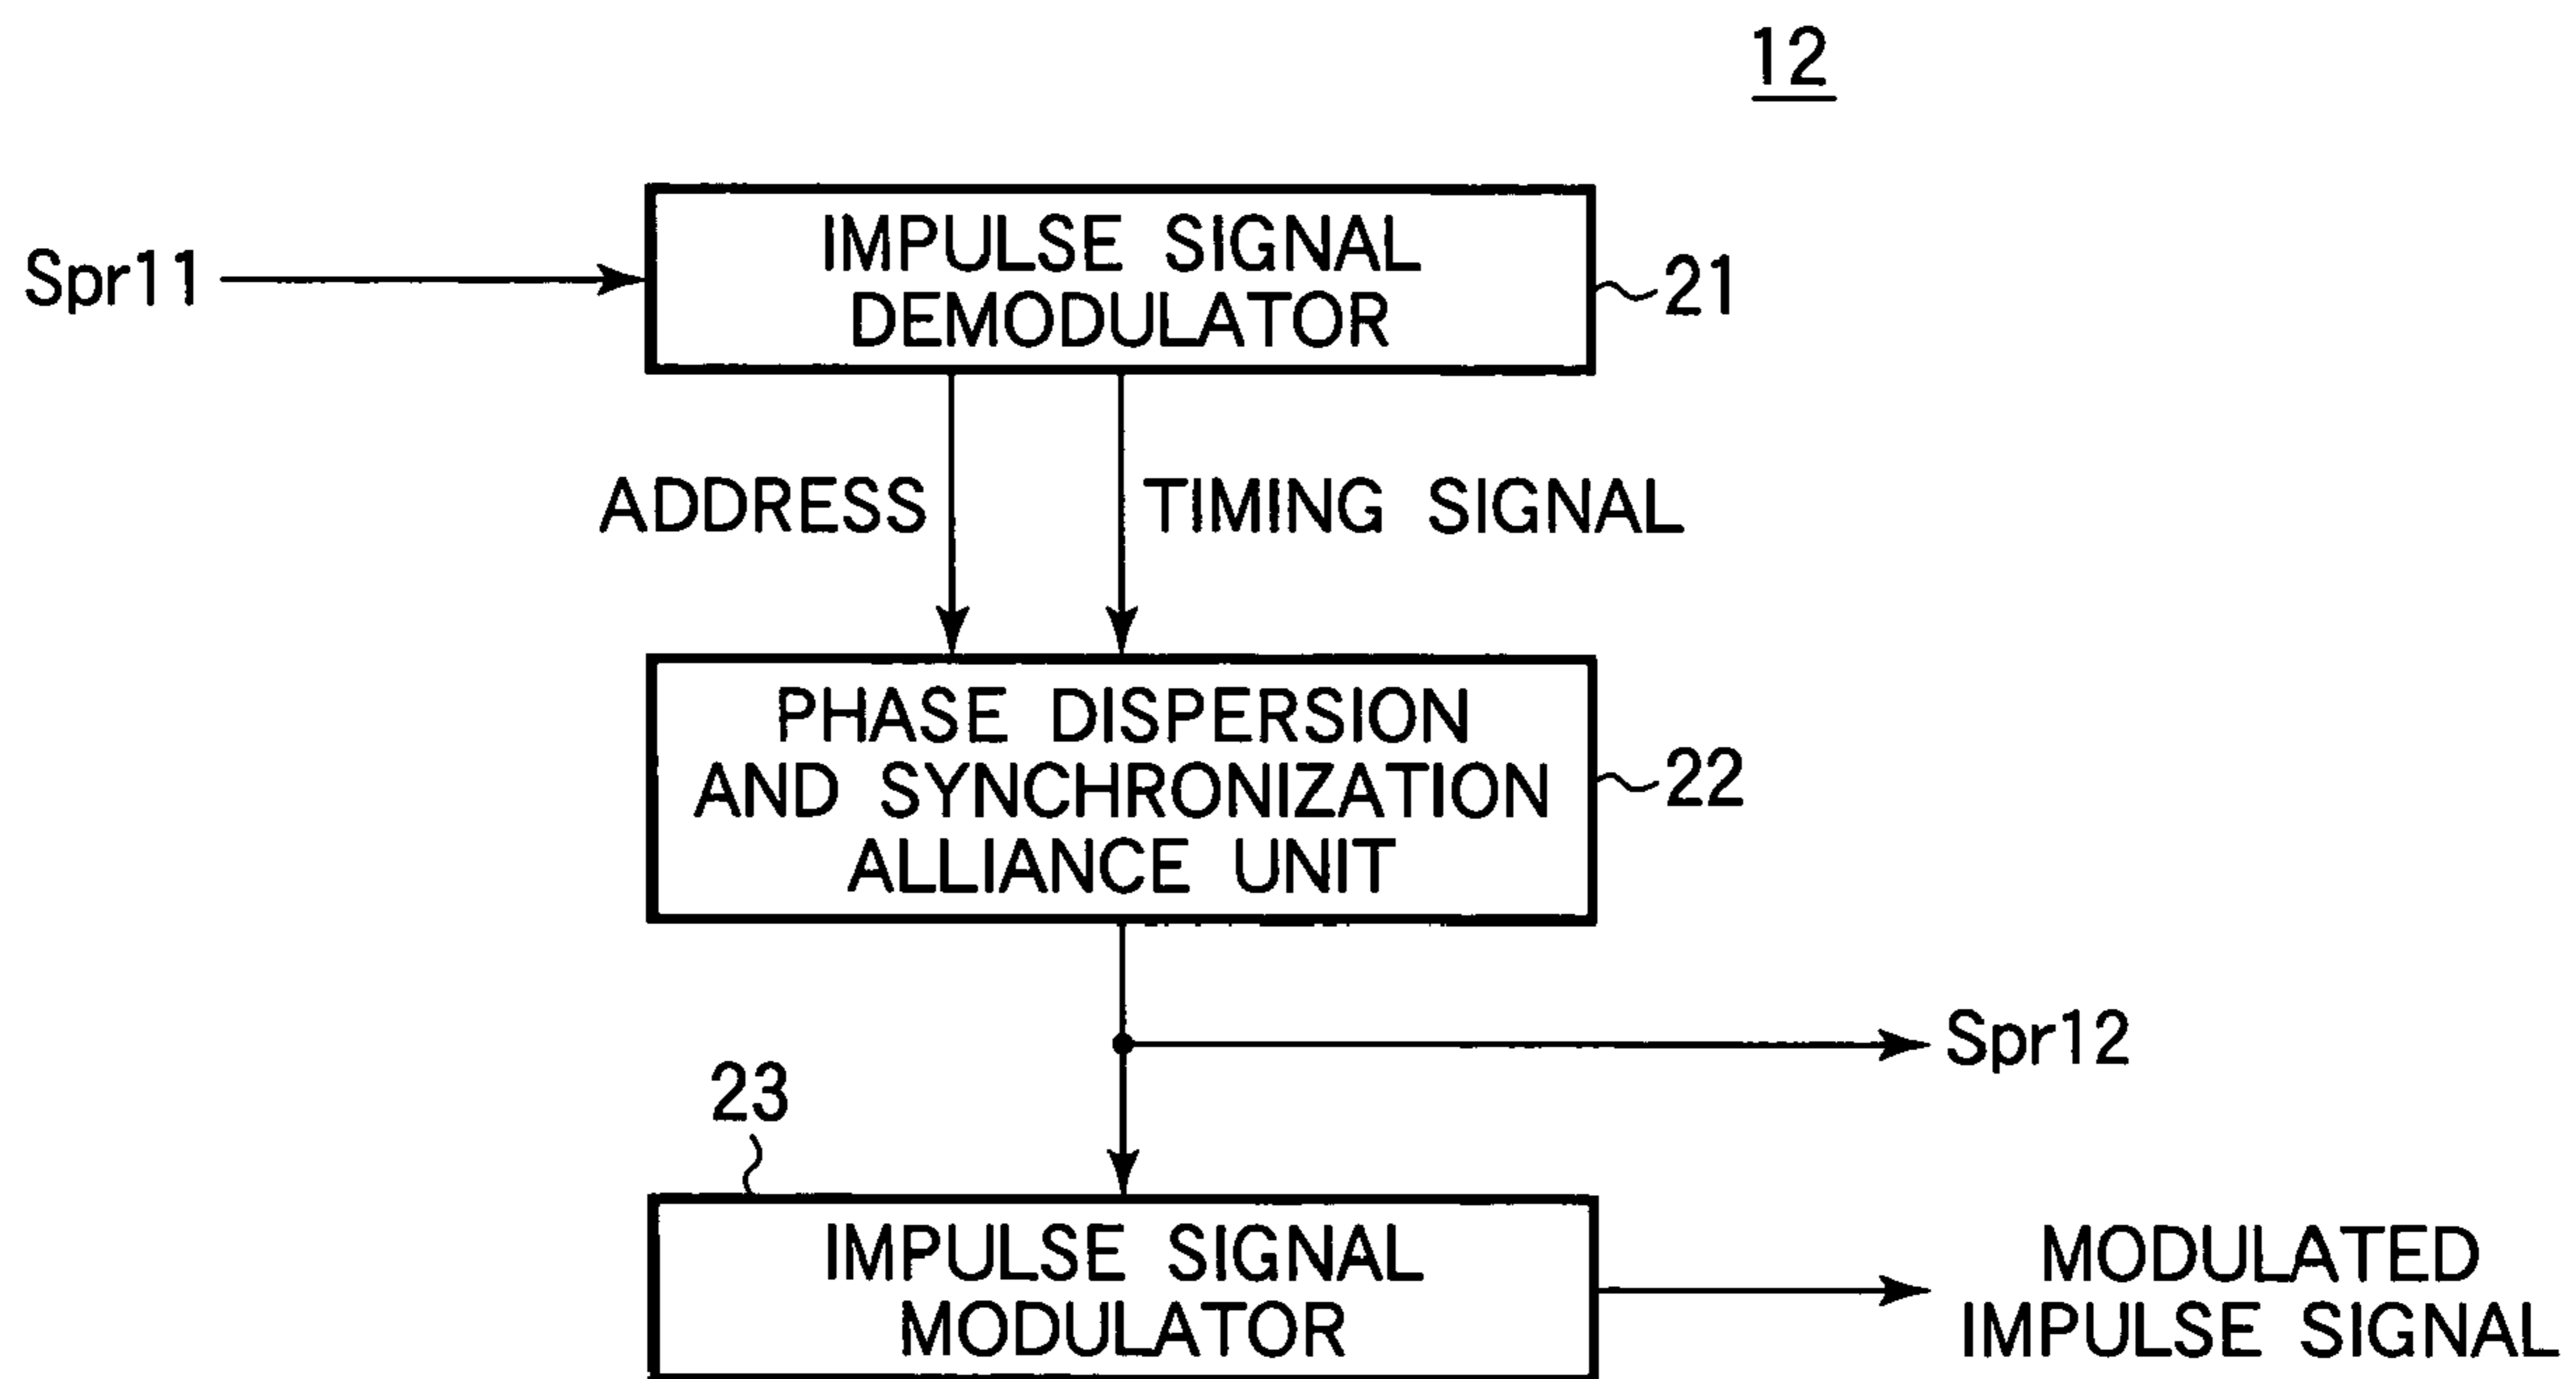 12
IMPULSE SIGNAL
DEMODULATOR
Spr11
21
ADDRESS
TIMING SIGNAL
PHASE DISPERSION
AND SYNCHRONIZATION
ALLIANCE UNIT
22
Spr12
23
IMPULSE SIGNAL
MODULATOR
MODULATED
IMPULSE SIGNAL